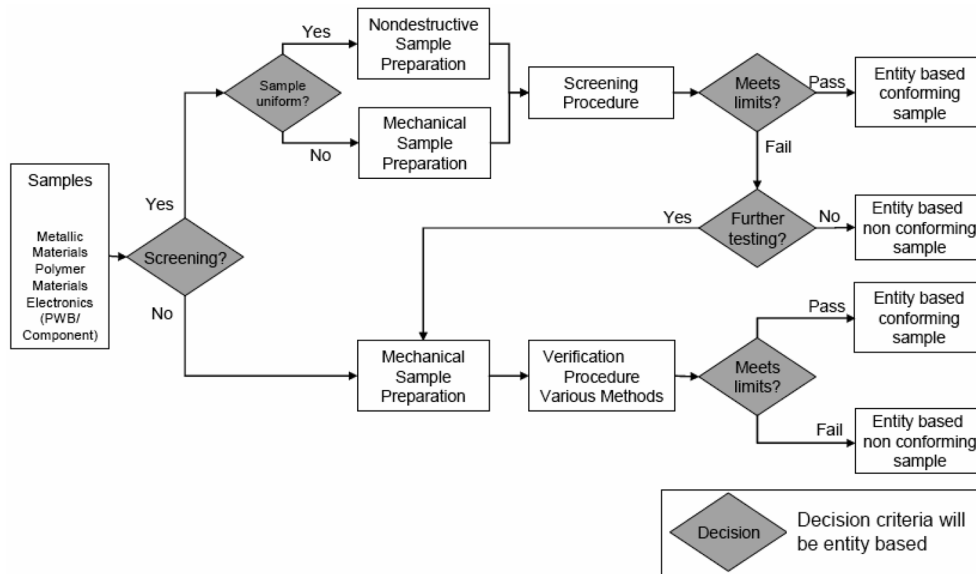 Samples
Metallic
Materials
Polymer
Materials
Electronics
(PWB/
Component)
Screening?
Yes
No
Sample
uniform?
Yes
No
Nondestructive
Sample
Preparation
Mechanical
Sample
Preparation
Screening
Procedure
Meets
limits?
Pass
Fail
Entity based
conforming
sample
Further
testing?
Yes
No
Entity based
non conforming
sample
Mechanical
Sample
Preparation
Verification
Procedure
Various Methods
Meets
limits?
Pass
Fail
Entity based
conforming
sample
Entity based
non conforming
sample
Decision
Decision criteria will
be entity based